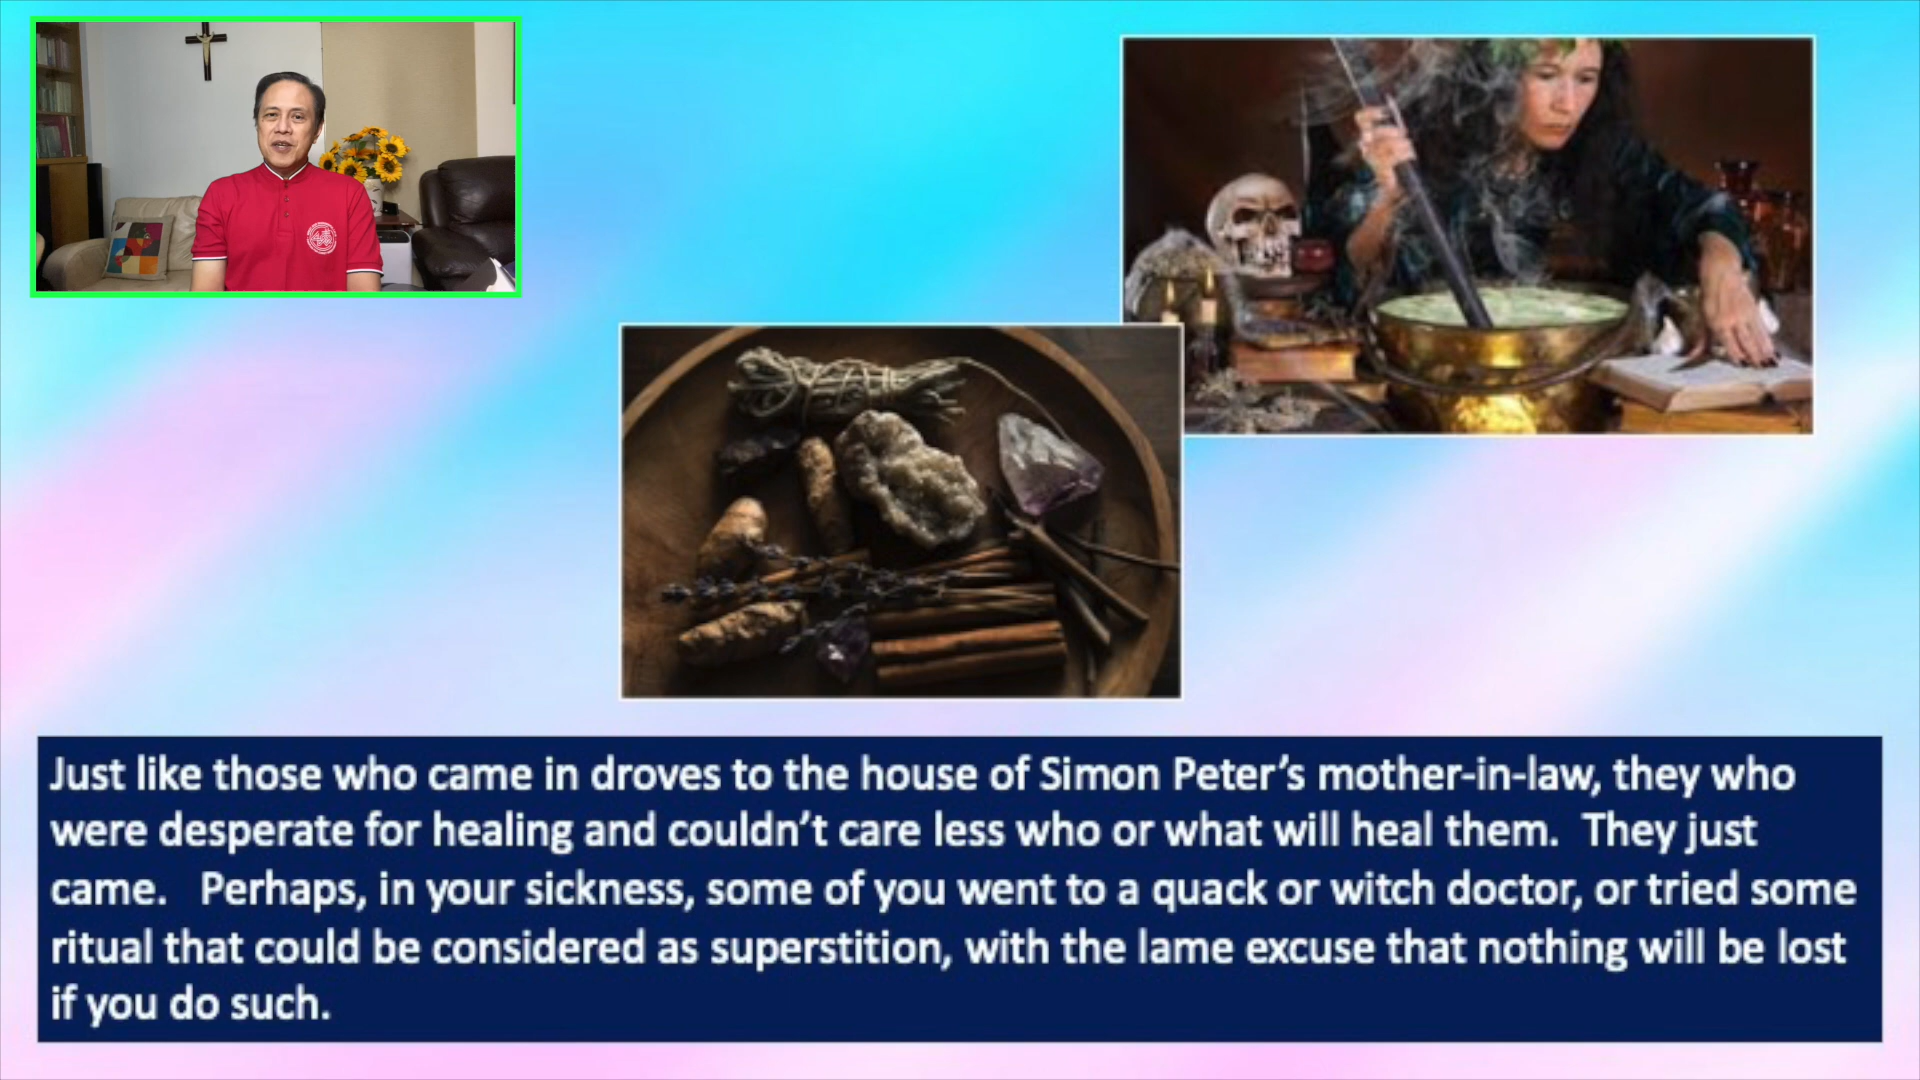 Just like those who came in droves to the house of Simon Peter’s mother-in-law, they who
were desperate for healing and couldn’t care less who or what will heal them.  They just
came.   Perhaps, in your sickness, some of you went to a quack or witch doctor, or tried some
ritual that could be considered as superstition, with the lame excuse that nothing will be lost
if you do such.